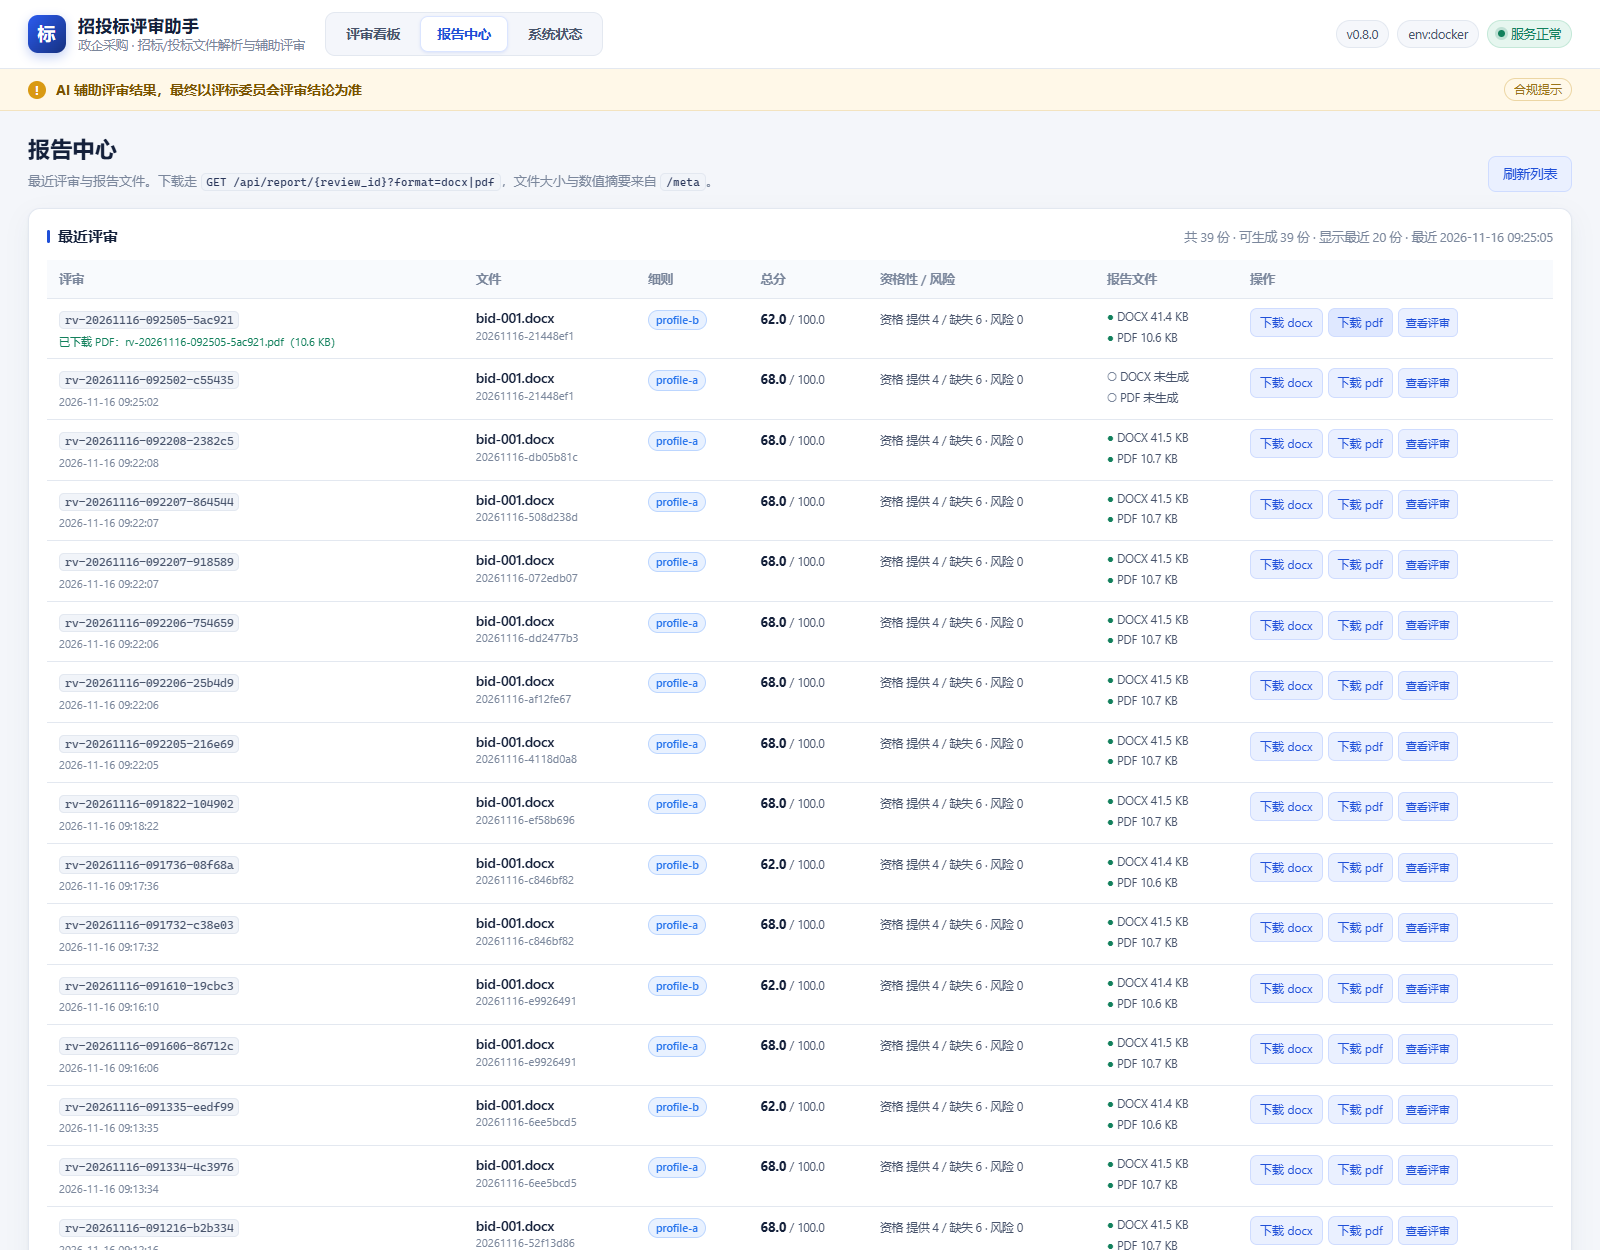 标
招投标评审助手
政企采购 · 招标/投标文件解析与辅助评审
评审看板
报告中心
系统状态
v0.8.0
env:docker
服务正常
! AI 辅助评审结果，最终以评标委员会评审结论为准
合规提示
报告中心
最近评审与报告文件。下载走 GET /api/report/{review_id}?format=docx|pdf，文件大小与数值摘要来自 /meta 。
刷新列表
最近评审
共 39 份 · 可生成 39 份 · 显示最近 20 份 · 最近 2026-11-16 09:25:05
评审 文件 细则 总分 资格性 / 风险 报告文件 操作
rv-20261116-092505-5ac921 bid-001.docx profile-b 62.0 / 100.0 资格 提供 4 / 缺失 6 · 风险 0 DOCX 41.4 KB 下载 docx 下载 pdf 查看评审
已下载 PDF：rv-20261116-092505-5ac921.pdf（10.6 KB） 20261116-21448ef1 PDF 10.6 KB
rv-20261116-092502-c55435 bid-001.docx profile-a 68.0 / 100.0 资格 提供 4 / 缺失 6 · 风险 0 DOCX 未生成 下载 docx 下载 pdf 查看评审
2026-11-16 09:25:02 20261116-21448ef1 PDF 未生成
rv-20261116-092208-2382c5 bid-001.docx profile-a 68.0 / 100.0 资格 提供 4 / 缺失 6 · 风险 0 DOCX 41.5 KB 下载 docx 下载 pdf 查看评审
2026-11-16 09:22:08 20261116-db05b81c PDF 10.7 KB
rv-20261116-092207-864544 bid-001.docx profile-a 68.0 / 100.0 资格 提供 4 / 缺失 6 · 风险 0 DOCX 41.5 KB 下载 docx 下载 pdf 查看评审
2026-11-16 09:22:07 20261116-508d238d PDF 10.7 KB
rv-20261116-092207-918589 bid-001.docx profile-a 68.0 / 100.0 资格 提供 4 / 缺失 6 · 风险 0 DOCX 41.5 KB 下载 docx 下载 pdf 查看评审
2026-11-16 09:22:07 20261116-072edb07 PDF 10.7 KB
rv-20261116-092206-754659 bid-001.docx profile-a 68.0 / 100.0 资格 提供 4 / 缺失 6 · 风险 0 DOCX 41.5 KB 下载 docx 下载 pdf 查看评审
2026-11-16 09:22:06 20261116-dd2477b3 PDF 10.7 KB
rv-20261116-092206-25b4d9 bid-001.docx profile-a 68.0 / 100.0 资格 提供 4 / 缺失 6 · 风险 0 DOCX 41.5 KB 下载 docx 下载 pdf 查看评审
2026-11-16 09:22:06 20261116-af12fe67 PDF 10.7 KB
rv-20261116-092205-216e69 bid-001.docx profile-a 68.0 / 100.0 资格 提供 4 / 缺失 6 · 风险 0 DOCX 41.5 KB 下载 docx 下载 pdf 查看评审
2026-11-16 09:22:05 20261116-4118d0a8 PDF 10.7 KB
rv-20261116-091822-104902 bid-001.docx profile-a 68.0 / 100.0 资格 提供 4 / 缺失 6 · 风险 0 DOCX 41.5 KB 下载 docx 下载 pdf 查看评审
2026-11-16 09:18:22 20261116-ef58b696 PDF 10.7 KB
rv-20261116-091736-08f68a bid-001.docx profile-b 62.0 / 100.0 资格 提供 4 / 缺失 6 · 风险 0 DOCX 41.4 KB 下载 docx 下载 pdf 查看评审
2026-11-16 09:17:36 20261116-c846bf82 PDF 10.6 KB
rv-20261116-091732-c38e03 bid-001.docx profile-a 68.0 / 100.0 资格 提供 4 / 缺失 6 · 风险 0 DOCX 41.5 KB 下载 docx 下载 pdf 查看评审
2026-11-16 09:17:32 20261116-c846bf82 PDF 10.7 KB
rv-20261116-091610-19cbc3 bid-001.docx profile-b 62.0 / 100.0 资格 提供 4 / 缺失 6 · 风险 0 DOCX 41.4 KB 下载 docx 下载 pdf 查看评审
2026-11-16 09:16:10 20261116-e9926491 PDF 10.6 KB
rv-20261116-091606-86712c bid-001.docx profile-a 68.0 / 100.0 资格 提供 4 / 缺失 6 · 风险 0 DOCX 41.5 KB 下载 docx 下载 pdf 查看评审
2026-11-16 09:16:06 20261116-e9926491 PDF 10.7 KB
rv-20261116-091335-eedf99 bid-001.docx profile-b 62.0 / 100.0 资格 提供 4 / 缺失 6 · 风险 0 DOCX 41.4 KB 下载 docx 下载 pdf 查看评审
2026-11-16 09:13:35 20261116-6ee5bcd5 PDF 10.6 KB
rv-20261116-091334-4c3976 bid-001.docx profile-a 68.0 / 100.0 资格 提供 4 / 缺失 6 · 风险 0 DOCX 41.5 KB 下载 docx 下载 pdf 查看评审
2026-11-16 09:13:34 20261116-6ee5bcd5 PDF 10.7 KB
rv-20261116-091216-b2b334 bid-001.docx profile-a 68.0 / 100.0 资格 提供 4 / 缺失 6 · 风险 0 DOCX 41.5 KB 下载 docx 下载 pdf 查看评审
2026-11-16 09:12:16 20261116-52f13d86 PDF 10.7 KB